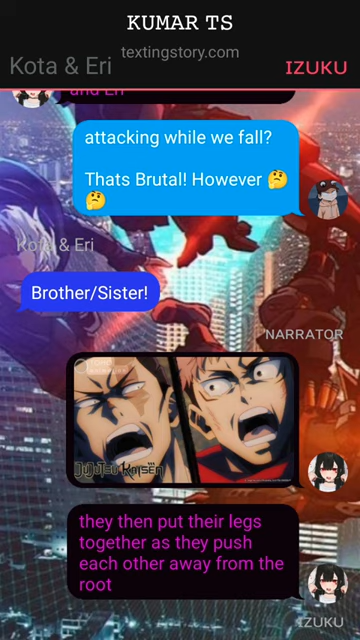 KUMAR TS
textingstory.com
Kota & Eri
IZUKU
and Eri
attacking while we fall?
Thats Brutal! However 🤔
🤔
Kota & Eri
Brother/Sister!
NARRATOR
JUJUTSU KAISEN
they then put their legs
together as they push
each other away from the
root
IZUKU